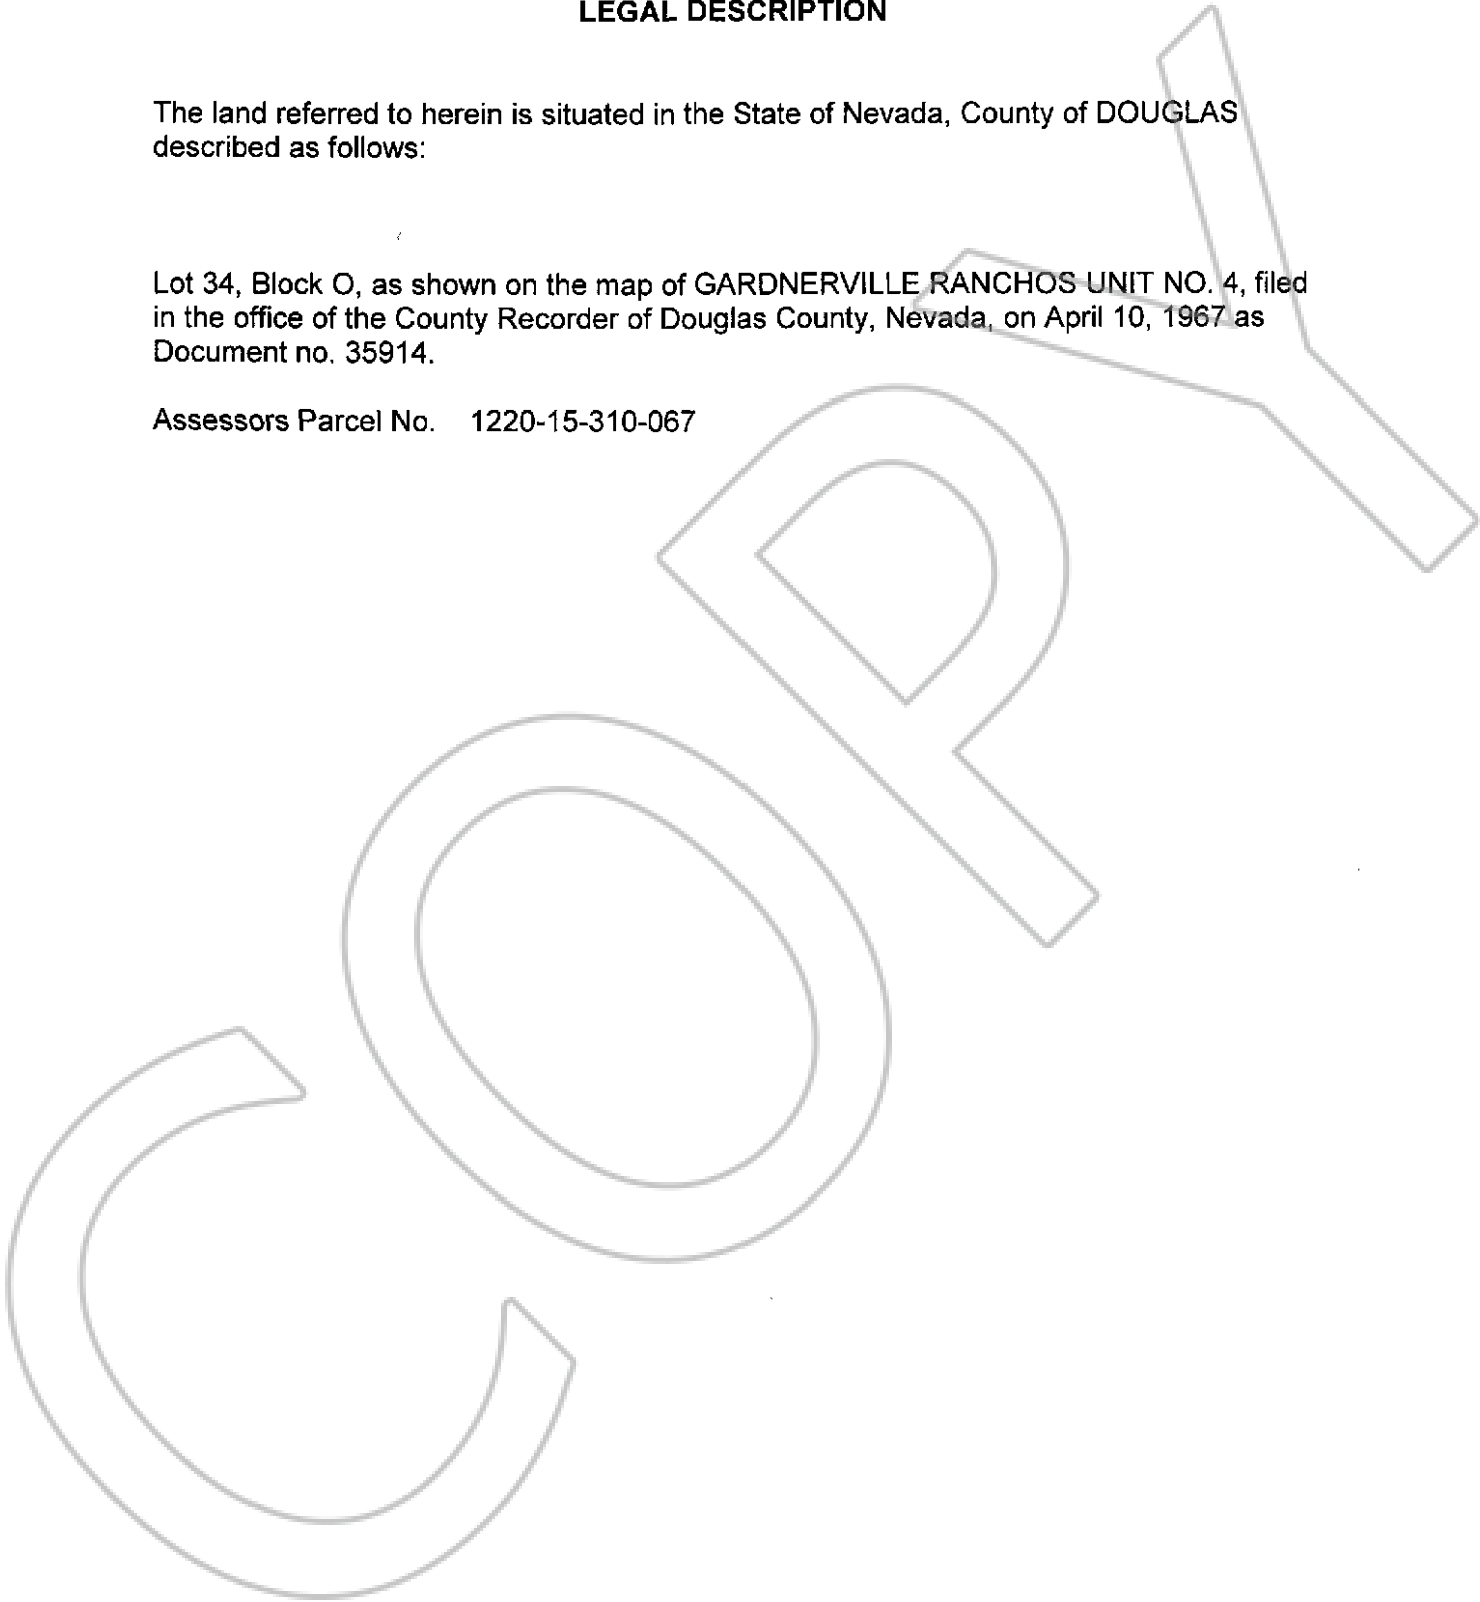 LEGAL DESCRIPTION
The land referred to herein is situated in the State of Nevada, County of DOUGLAS
described as follows:
Lot 34, Block O, as shown on the map of GARDNERVILLE RANCHOS UNIT NO. 4, filed
in the office of the County Recorder of Douglas County, Nevada, on April 10, 1967 as
Document no. 35914.
Assessors Parcel No. 1220-15-310-067
COPY